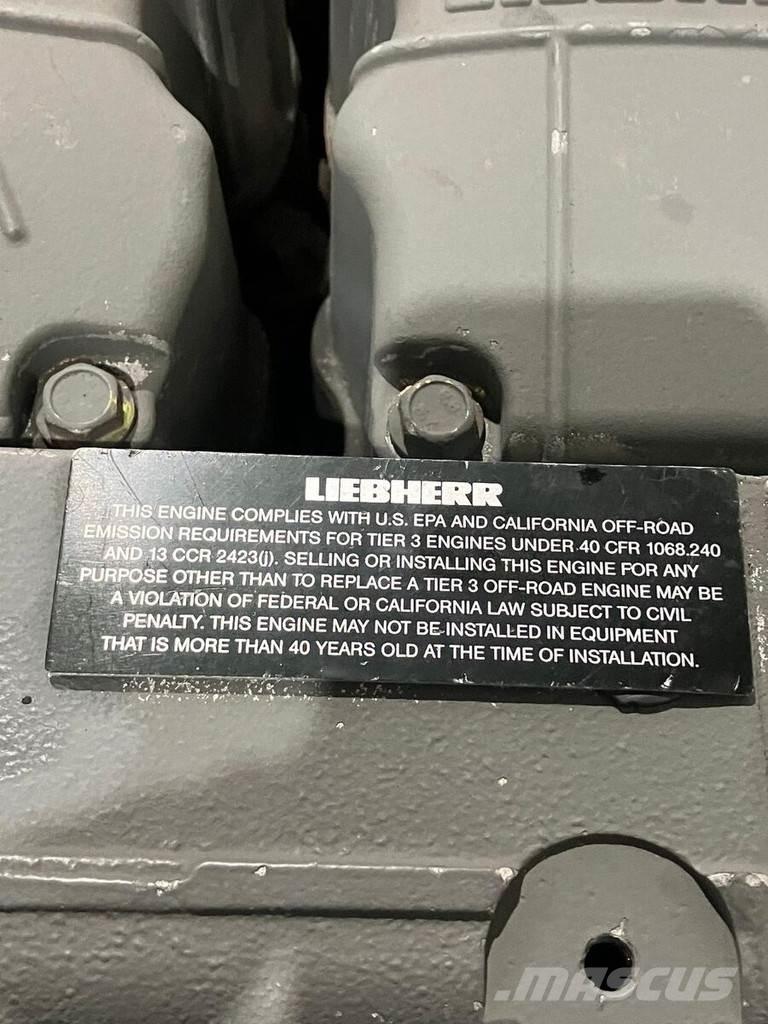 LIEBHERR
THIS ENGINE COMPLIES WITH U.S. EPA AND CALIFORNIA OFF-ROAD
EMISSION REQUIREMENTS FOR TIER 3 ENGINES UNDER 40 CFR 1068.240
AND 13 CCR 2423(j). SELLING OR INSTALLING THIS ENGINE FOR ANY
PURPOSE OTHER THAN TO REPLACE A TIER 3 OFF-ROAD ENGINE MAY BE
A VIOLATION OF FEDERAL OR CALIFORNIA LAW SUBJECT TO CIVIL
PENALTY. THIS ENGINE MAY NOT BE INSTALLED IN EQUIPMENT
THAT IS MORE THAN 40 YEARS OLD AT THE TIME OF INSTALLATION.
MASCUS